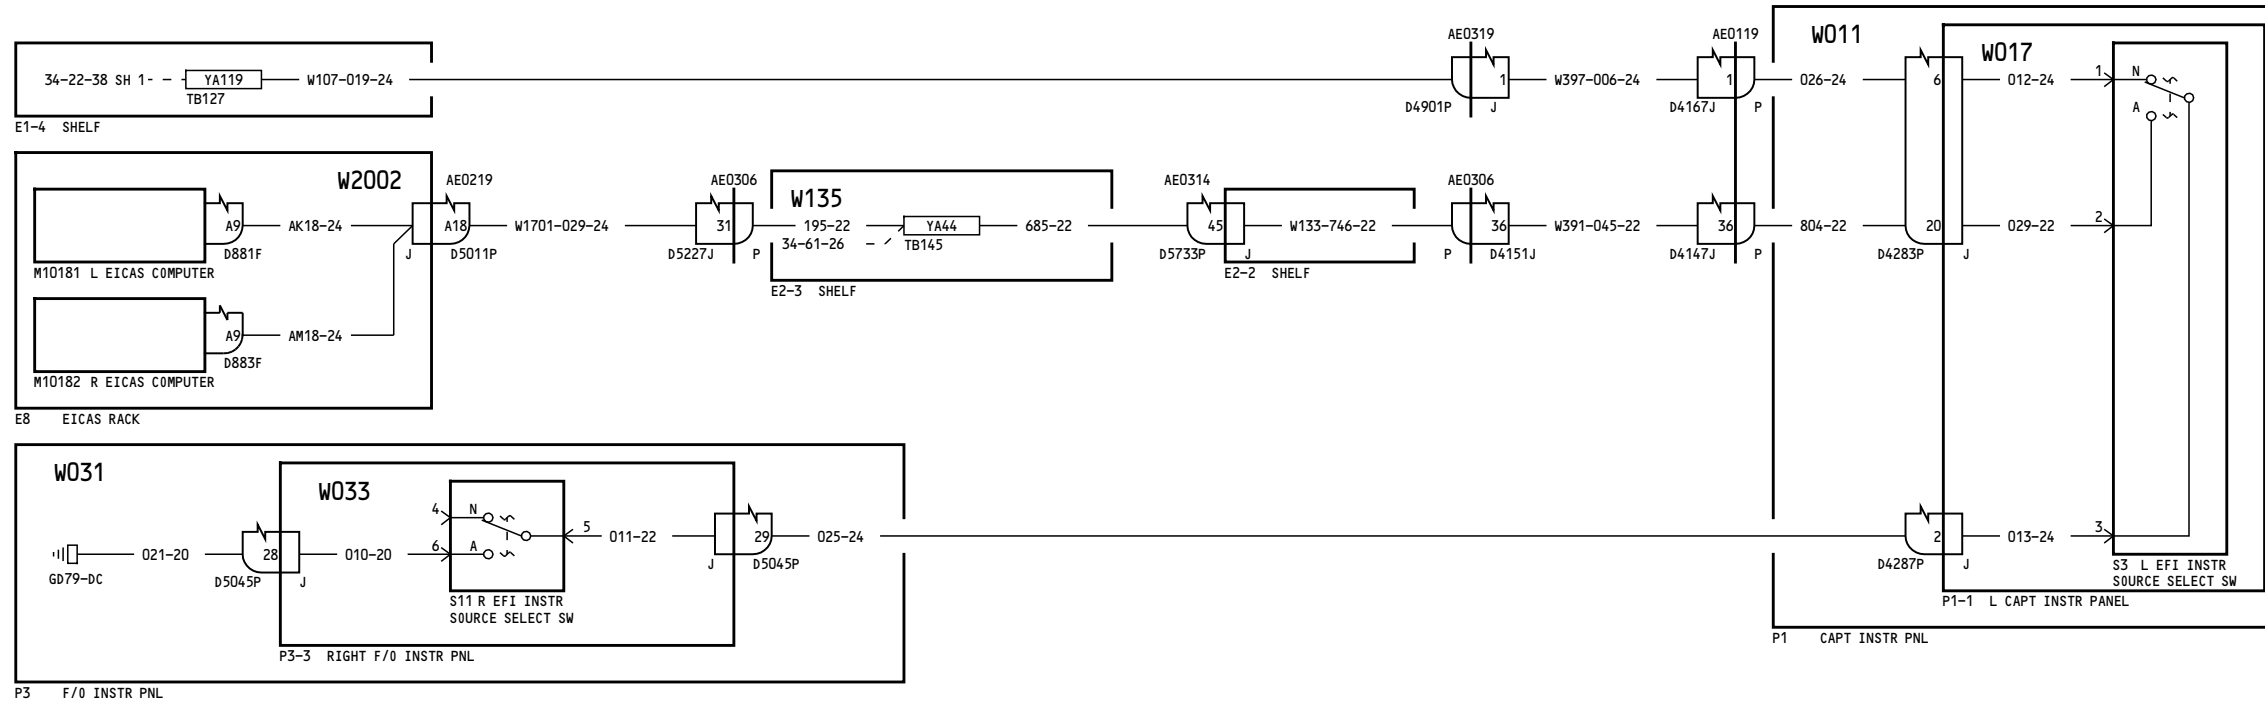 AE0319
AE0119
W011
W017
34-22-38 SH 1
YA119
W107-019-24
1
W397-006-24
1
026-24
6
012-24
1
N
TB127
D4901P
J
D4167J
P
A
E1-4 SHELF
W2002
AE0219
AE0306
W135
AE0314
AE0306
A9
AK18-24
A18
W1701-029-24
31
195-22
YA44
685-22
45
W133-746-22
36
W391-045-22
36
804-22
20
029-22
2
34-61-26
TB145
D881F
J
D5011P
D5227J
P
D5733P
J
P
D4151J
D4147J
P
D4283P
J
M10181 L EICAS COMPUTER
E2-2 SHELF
E2-3 SHELF
A9
AM18-24
D883F
M10182 R EICAS COMPUTER
E8 EICAS RACK
W031
W033
4
N
5
011-22
29
025-24
2
013-24
3
021-20
28
010-20
6
A
GD79-DC
D5045P
J
J
D5045P
D4287P
J
S3 L EFI INSTR
SOURCE SELECT SW
S11 R EFI INSTR
SOURCE SELECT SW
P1-1 L CAPT INSTR PANEL
P1 CAPT INSTR PNL
P3-3 RIGHT F/O INSTR PNL
P3 F/O INSTR PNL